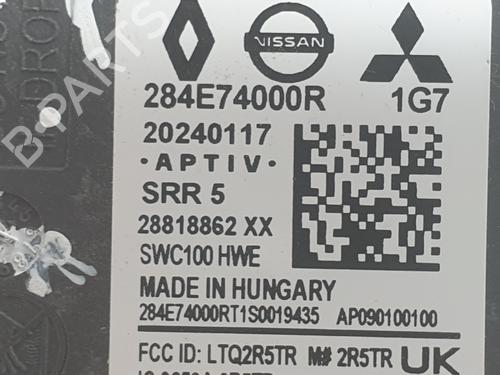 NISSAN
284E74000R 1G7
20240117
·APTIV·
SRR 5
28818862 XX
SWC100 HWE
MADE IN HUNGARY
284E74000RT1S0019435 AP090100100
FCC ID: LTQ2R5TR M# 2R5TR UK
B-PARTS